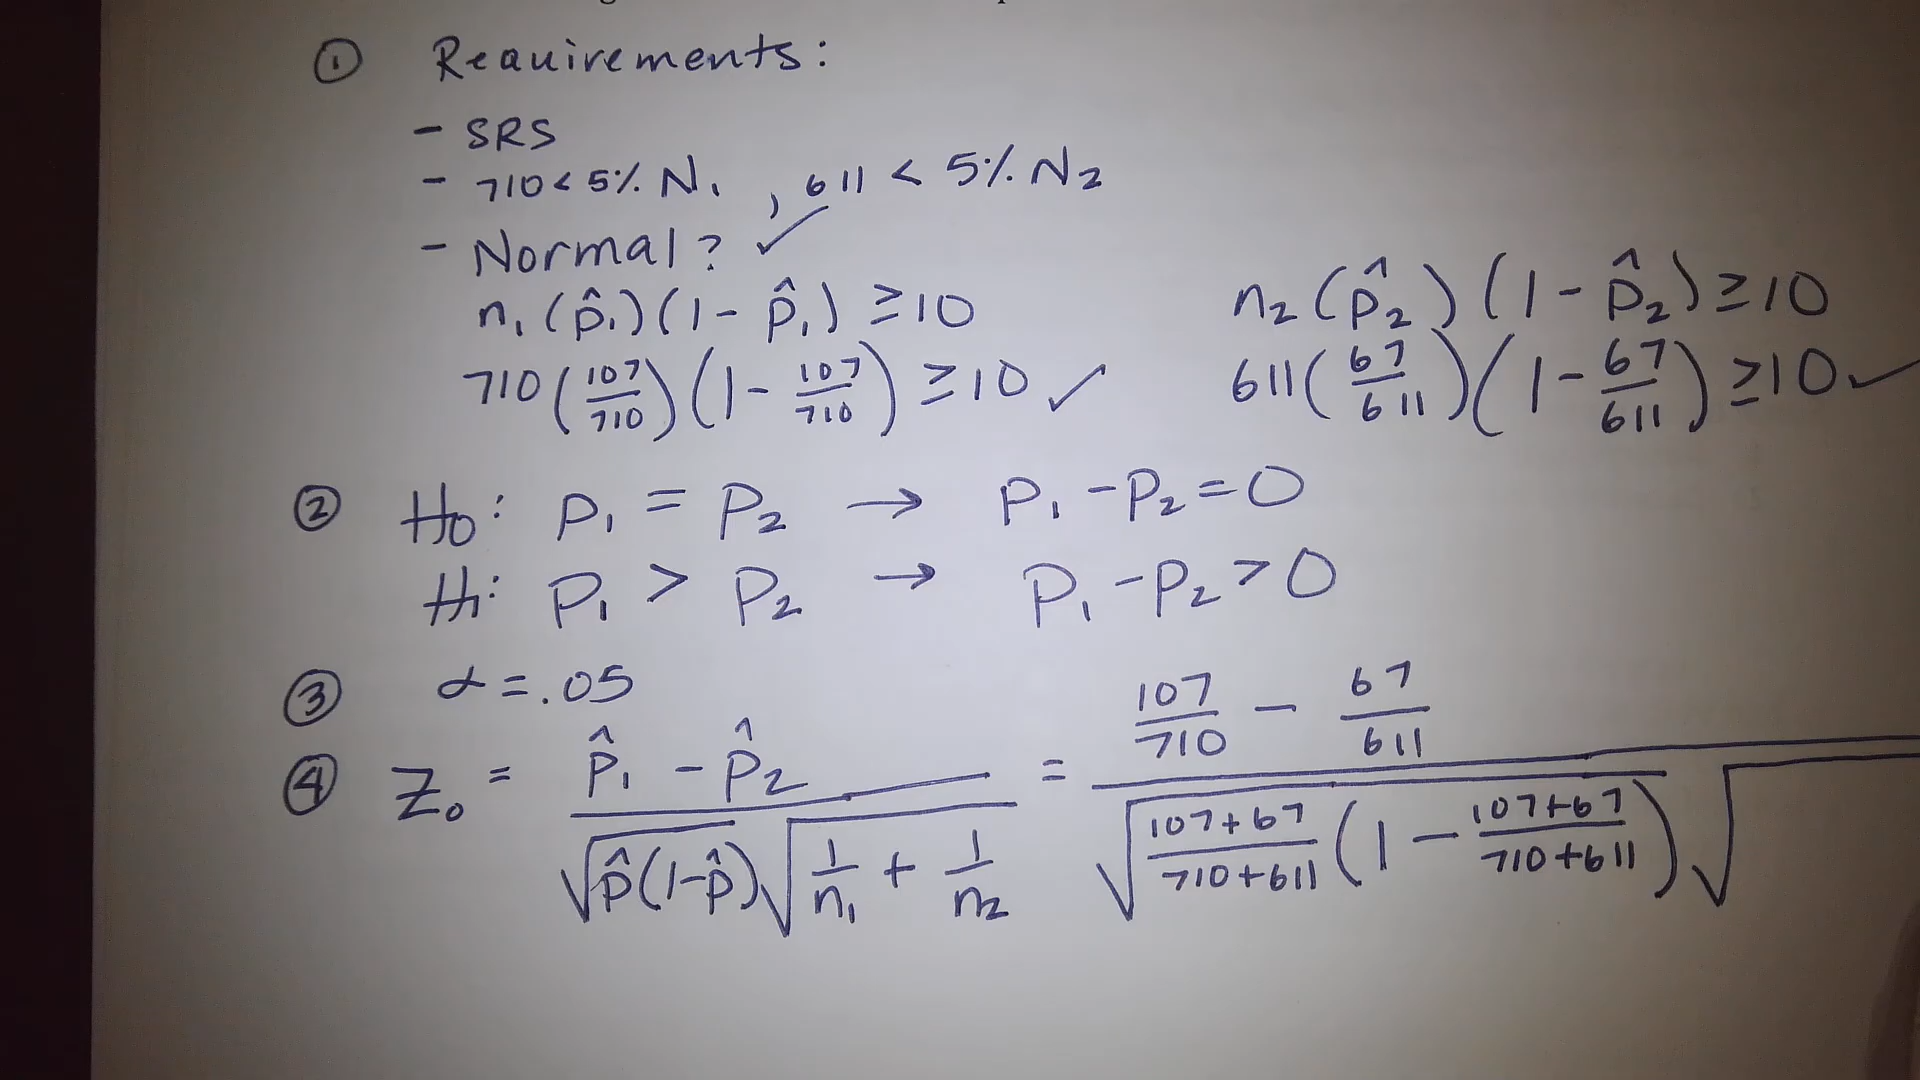 ① Reauirements:
- SRS
- 710 < 5% N₁ , 611 < 5% N₂
- Normal? ✓
n₁(p̂₁)(1 - p̂₁) ≥ 10
710(107/710)(1 - 107/710) ≥ 10 ✓
n₂(p̂₂)(1 - p̂₂) ≥ 10
611(67/611)(1 - 67/611) ≥ 10 ✓
② H₀: p₁ = p₂ → p₁ - p₂ = 0
H₁: p₁ > p₂ → p₁ - p₂ > 0
③ α = .05
④ Z₀ = (p̂₁ - p̂₂) / (√(p̂(1-p̂)) √(1/n₁ + 1/n₂)) = (107/710 - 67/611) / (√((107+67)/(710+611) (1 - (107+67)/(710+611))) √